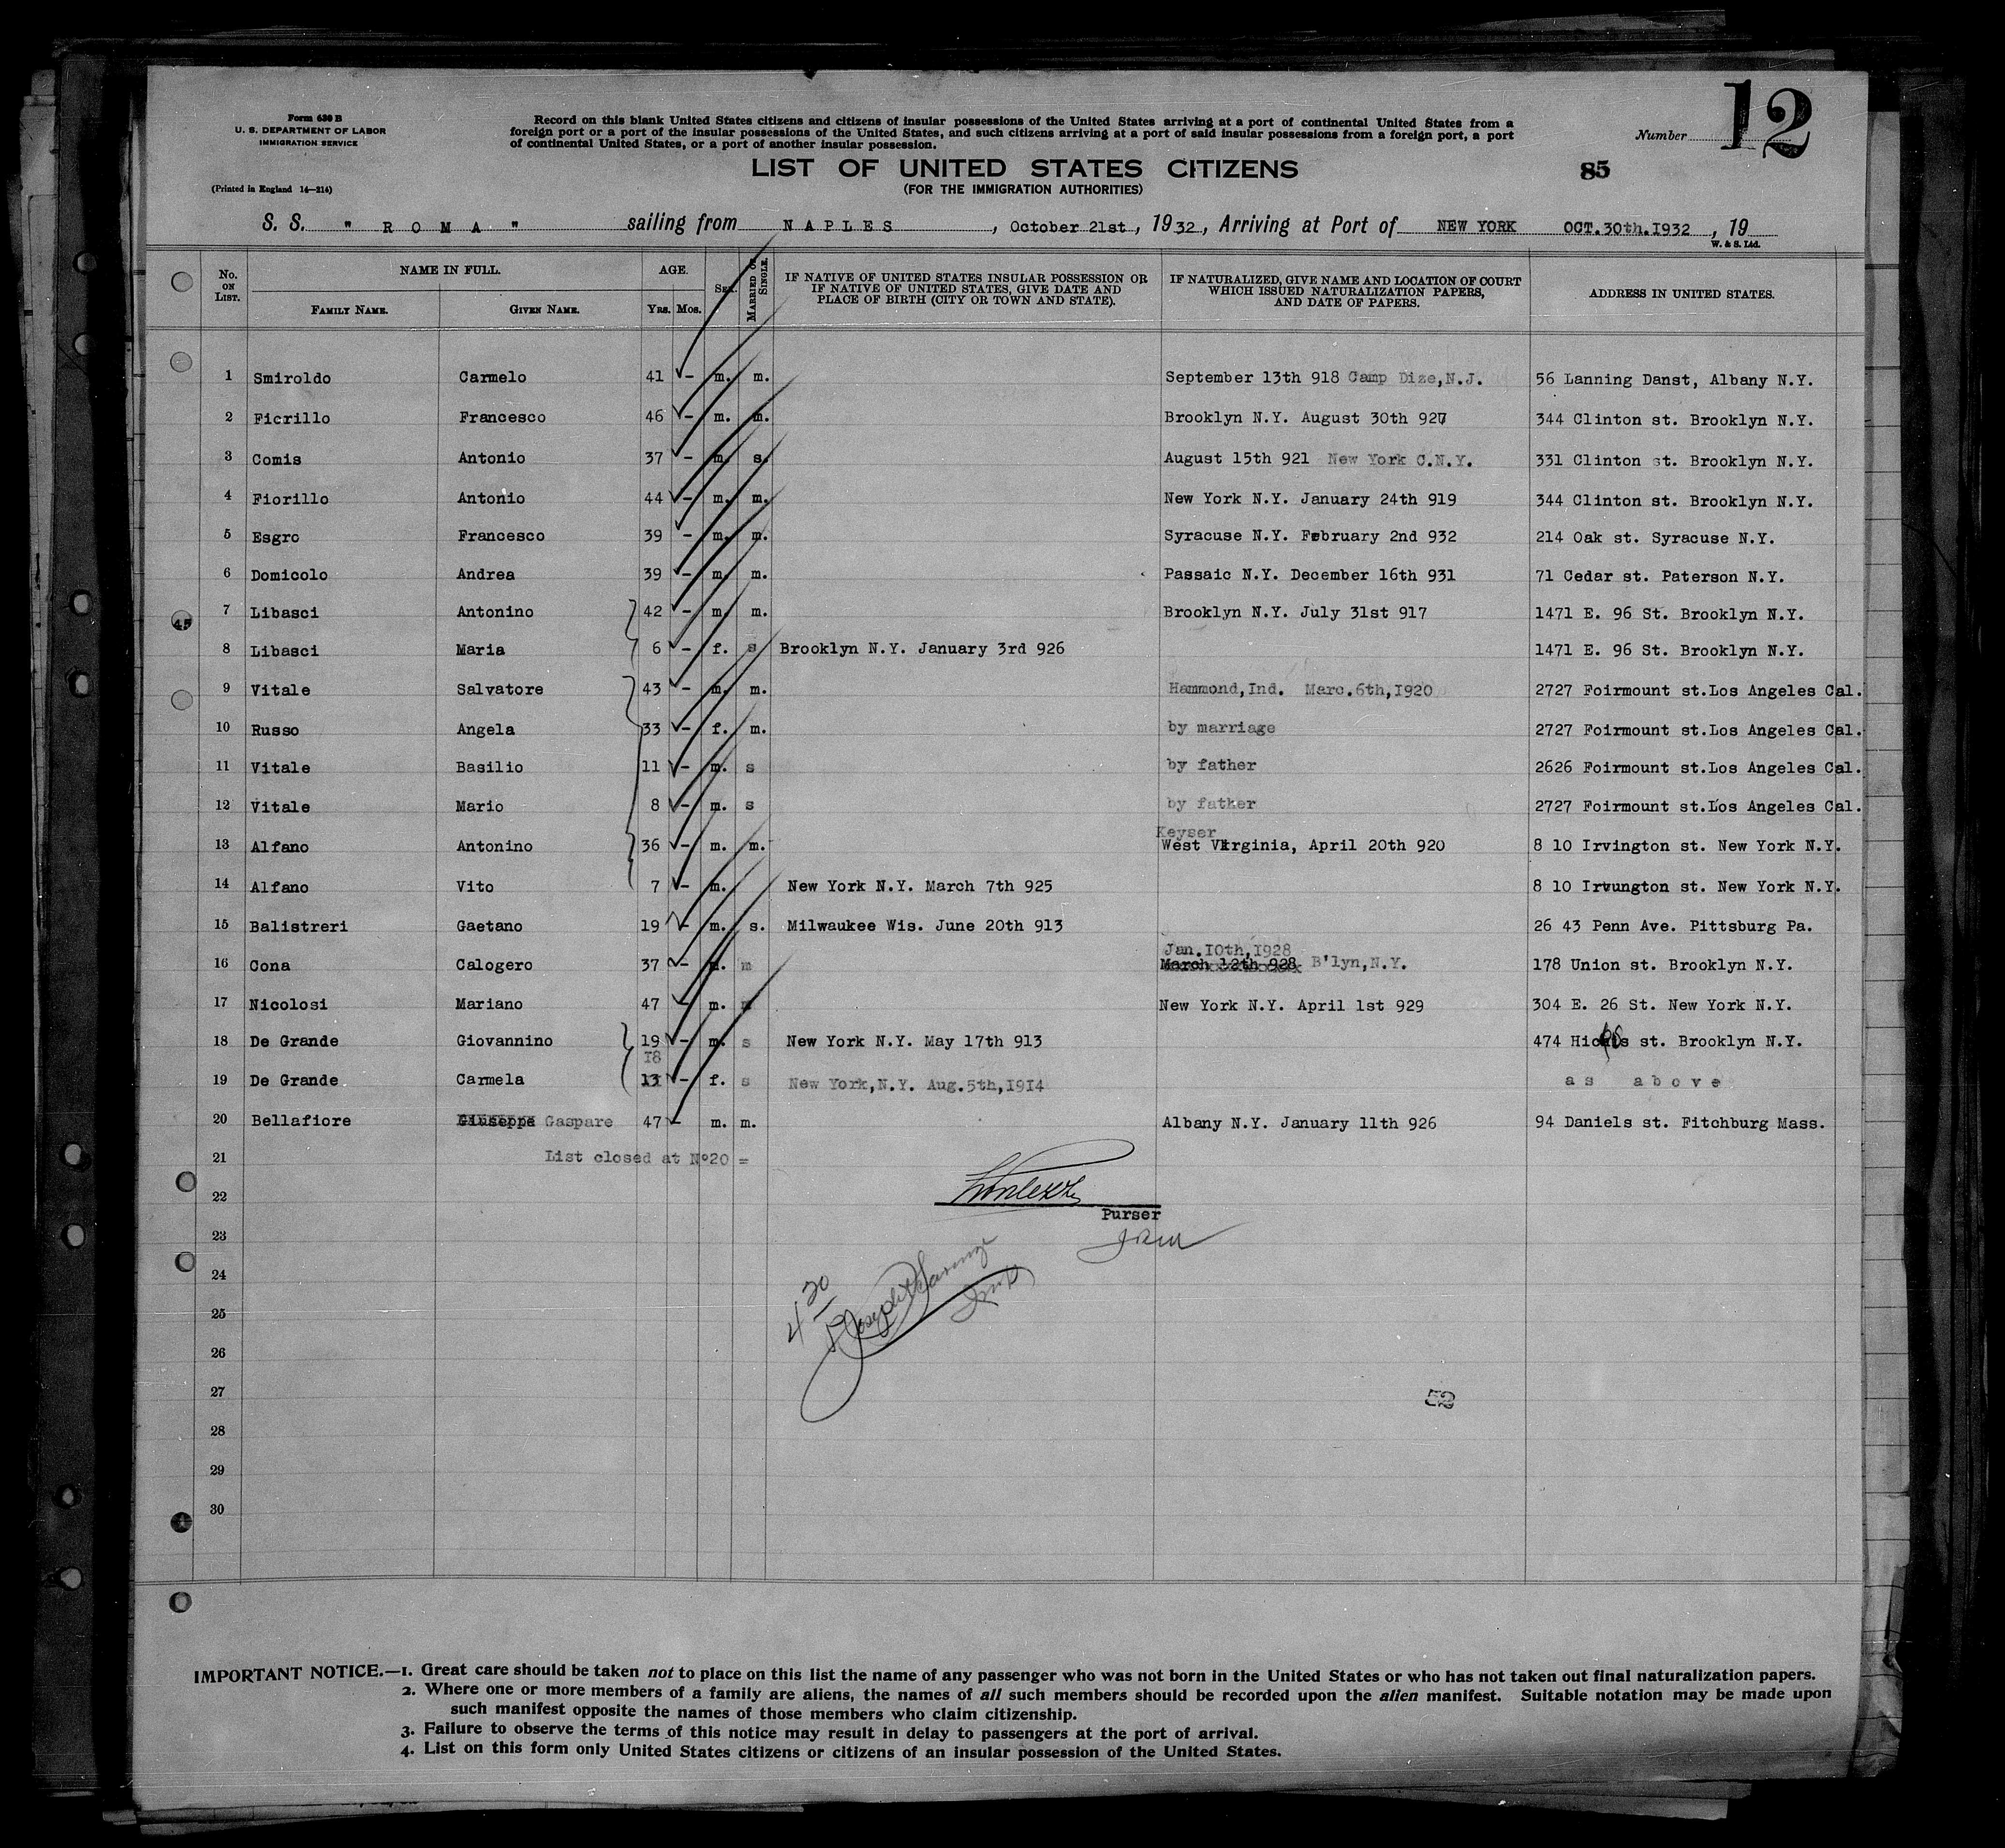 12
Form 630 B
U. S. DEPARTMENT OF LABOR
IMMIGRATION SERVICE
(Printed in England 14—214)
Record on this blank United States citizens and citizens of insular possessions of the United States arriving at a port of continental United States from a
foreign port or a port of the insular possessions of the United States, and such citizens arriving at a port of said insular possessions from a foreign port, a port
of continental United States, or a port of another insular possession.
Number
LIST OF UNITED STATES CITIZENS
(FOR THE IMMIGRATION AUTHORITIES)
85
S. S. " R O M A " sailing from N A P L E S , October 21st, 1932, Arriving at Port of NEW YORK OCT.30th.1932 , 19
W. & S. Ltd.
No. ON LIST. NAME IN FULL. AGE. SEX. MARRIED OR SINGLE. IF NATIVE OF UNITED STATES INSULAR POSSESSION OR IF NATIVE OF UNITED STATES, GIVE DATE AND PLACE OF BIRTH (CITY OR TOWN AND STATE). IF NATURALIZED, GIVE NAME AND LOCATION OF COURT WHICH ISSUED NATURALIZATION PAPERS, AND DATE OF PAPERS. ADDRESS IN UNITED STATES.
FAMILY NAME. GIVEN NAME. YRS. MOS.
1 Smiroldo Carmelo 41 - m. m. September 13th 918 Camp Dize,N.J. 56 Lanning Danst, Albany N.Y.
2 Ficrillo Francesco 46 - m. m. Brooklyn N.Y. August 30th 927 344 Clinton st. Brooklyn N.Y.
3 Comis Antonio 37 - m. s. August 15th 921 New York C.N.Y. 331 Clinton st. Brooklyn N.Y.
4 Fiorillo Antonio 44 - m. m. New York N.Y. January 24th 919 344 Clinton st. Brooklyn N.Y.
5 Esgro Francesco 39 - m. m. Syracuse N.Y. February 2nd 932 214 Oak st. Syracuse N.Y.
6 Domicolo Andrea 39 - m. m. Passaic N.Y. December 16th 931 71 Cedar st. Paterson N.Y.
7 Libasci Antonino 42 - m m. Brooklyn N.Y. July 31st 917 1471 E. 96 St. Brooklyn N.Y.
45
8 Libasci Maria 6 - f. s Brooklyn N.Y. January 3rd 926 1471 E. 96 St. Brooklyn N.Y.
9 Vitale Salvatore 43 - m. m. Hammond,Ind. Marc.6th,1920 2727 Foirmount st.Los Angeles Cal.
10 Russo Angela 33 - f. m. by marriage 2727 Foirmount st.Los Angeles Cal.
11 Vitale Basilio 11 - m. s by father 2626 Foirmount st.Los Angeles Cal.
12 Vitale Mario 8 - m. s by father 2727 Foirmount st.Los Angeles Cal.
Keyser
13 Alfano Antonino 36 - m. m. West Virginia, April 20th 920 8 10 Irvington st. New York N.Y.
14 Alfano Vito 7 - m. New York N.Y. March 7th 925 8 10 Irvungton st. New York N.Y.
15 Balistreri Gaetano 19 - m. s. Milwaukee Wis. June 20th 913 26 43 Penn Ave. Pittsburg Pa.
Jan.10th,1928
16 Cona Calogero 37 - m. m March 12th 928 B'lyn,N.Y. 178 Union st. Brooklyn N.Y.
17 Nicolosi Mariano 47 - m. m New York N.Y. April 1st 929 304 E. 26 St. New York N.Y.
18 De Grande Giovannino 19 - m. s New York N.Y. May 17th 913 474 Hicks st. Brooklyn N.Y.
18
19 De Grande Carmela 13 - f. s New York,N.Y. Aug.5th,1914 as above
20 Bellafiore Giuseppe Gaspare 47 - m. m. Albany N.Y. January 11th 926 94 Daniels st. Fitchburg Mass.
21 List closed at Nº20 =
22
Purser
23
24
4 30
25
26
27
52
28
29
30
IMPORTANT NOTICE.—1. Great care should be taken not to place on this list the name of any passenger who was not born in the United States or who has not taken out final naturalization papers.
2. Where one or more members of a family are aliens, the names of all such members should be recorded upon the alien manifest. Suitable notation may be made upon
such manifest opposite the names of those members who claim citizenship.
3. Failure to observe the terms of this notice may result in delay to passengers at the port of arrival.
4. List on this form only United States citizens or citizens of an insular possession of the United States.